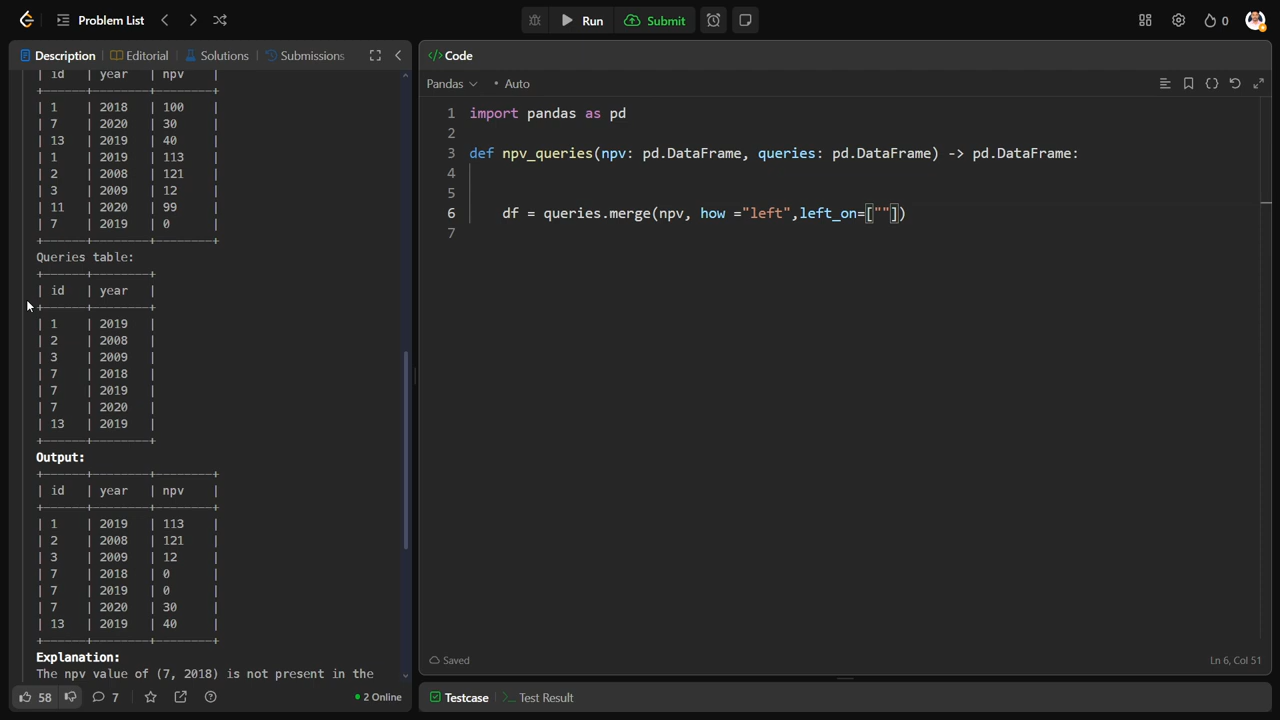 Problem List
Run
Submit
0
Description
Editorial
Solutions
Submissions
</> Code
Pandas
• Auto
| id | year | npv |
+------+--------+--------+
| 1 | 2018 | 100 |
| 7 | 2020 | 30 |
| 13 | 2019 | 40 |
| 1 | 2019 | 113 |
| 2 | 2008 | 121 |
| 3 | 2009 | 12 |
| 11 | 2020 | 99 |
| 7 | 2019 | 0 |
+------+--------+--------+
Queries table:
+------+--------+
| id | year |
+------+--------+
| 1 | 2019 |
| 2 | 2008 |
| 3 | 2009 |
| 7 | 2018 |
| 7 | 2019 |
| 7 | 2020 |
| 13 | 2019 |
+------+--------+
Output:
+------+--------+--------+
| id | year | npv |
+------+--------+--------+
| 1 | 2019 | 113 |
| 2 | 2008 | 121 |
| 3 | 2009 | 12 |
| 7 | 2018 | 0 |
| 7 | 2019 | 0 |
| 7 | 2020 | 30 |
| 13 | 2019 | 40 |
+------+--------+--------+
Explanation:
The npv value of (7, 2018) is not present in the
58
7
2 Online
1 import pandas as pd
2
3 def npv_queries(npv: pd.DataFrame, queries: pd.DataFrame) -> pd.DataFrame:
4
5
6 df = queries.merge(npv, how ="left",left_on=[""])
7
Saved
Ln 6, Col 51
Testcase
>_ Test Result